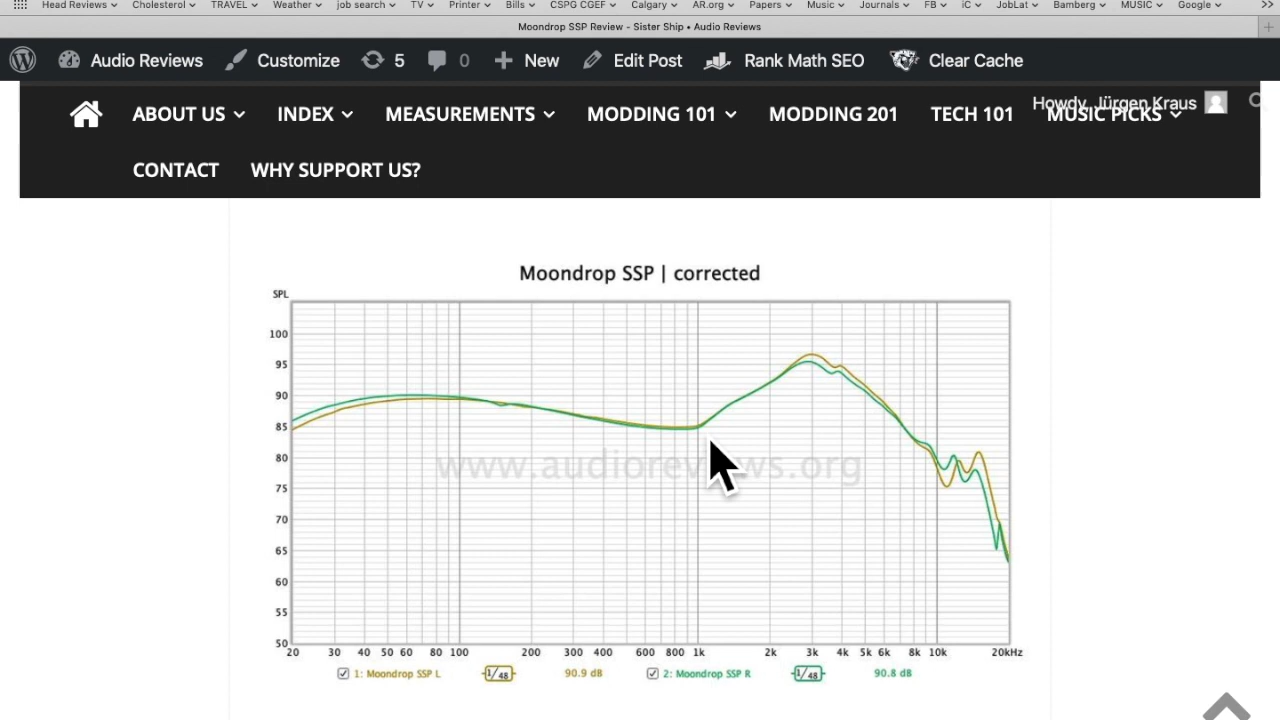 Head Reviews Cholesterol TRAVEL Weather job search TV Printer Bills CSPG CGEF Calgary AR.org Papers Music Journals FB iC JobLat Bamberg MUSIC Google >>
Moondrop SSP Review – Sister Ship • Audio Reviews +
Audio Reviews Customize 5 0 + New Edit Post Rank Math SEO Clear Cache
Howdy, Jürgen Kraus
ABOUT US INDEX MEASUREMENTS MODDING 101 MODDING 201 TECH 101 MUSIC PICKS
CONTACT WHY SUPPORT US?
Moondrop SSP | corrected
SPL
100
95
90
85
80
www.audioreviews.org
75
70
65
60
55
50
20 30 40 50 60 80 100 200 300 400 600 800 1k 2k 3k 4k 5k 6k 8k 10k 20kHz
1: Moondrop SSP L 1/48 90.9 dB 2: Moondrop SSP R 1/48 90.8 dB